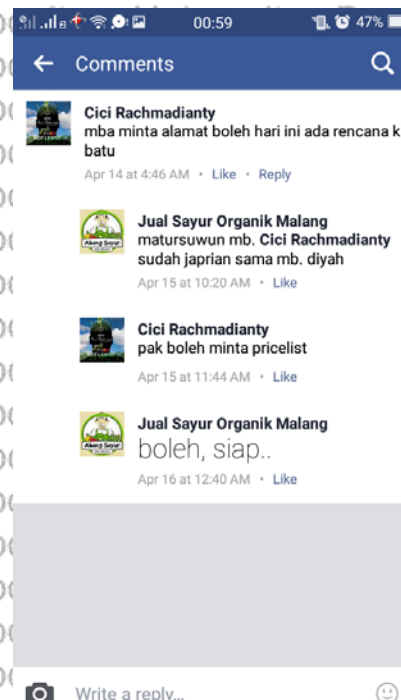 00:59
47%
Comments
Cici Rachmadianty
mba minta alamat boleh hari ini ada rencana k
batu
Apr 14 at 4:46 AM • Like • Reply
Jual Sayur Organik Malang
matursuwun mb. Cici Rachmadianty
sudah japrian sama mb. diyah
Apr 15 at 10:20 AM • Like
Cici Rachmadianty
pak boleh minta pricelist
Apr 15 at 11:44 AM • Like
Abang Sayur
Jual Sayur Organik Malang
boleh, siap..
Apr 16 at 12:40 AM • Like
Write a reply...